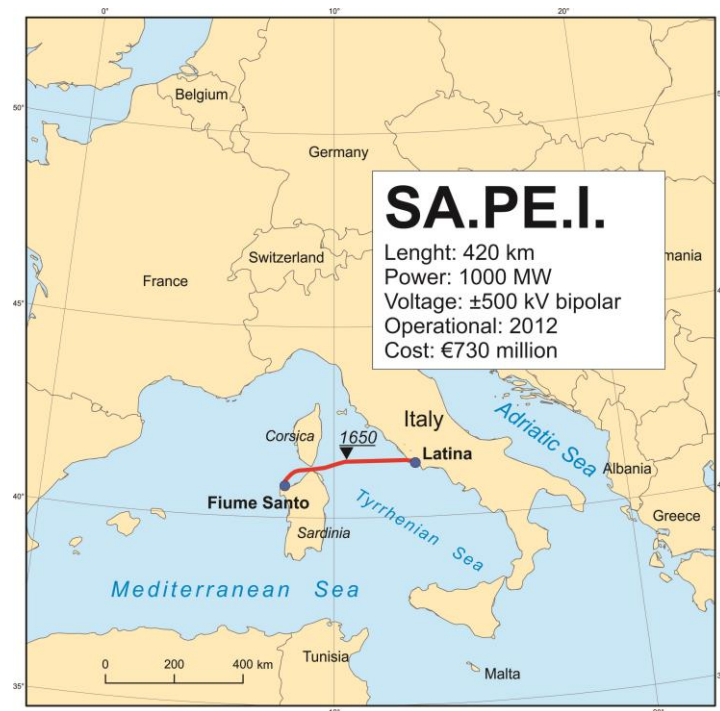 0°
10°
20°
50°
Belgium
Germany
SA.PE.I.
Lenght: 420 km
Power: 1000 MW
Voltage: ±500 kV bipolar
Operational: 2012
Cost: €730 million
Switzerland
mania
France
45°
Italy
Adriatic Sea
Corsica
1650
Latina
Albania
40°
Fiume Santo
Greece
Sardinia
Tyrrhenian Sea
Mediterranean Sea
0 200 400 km
Tunisia
Malta
35°